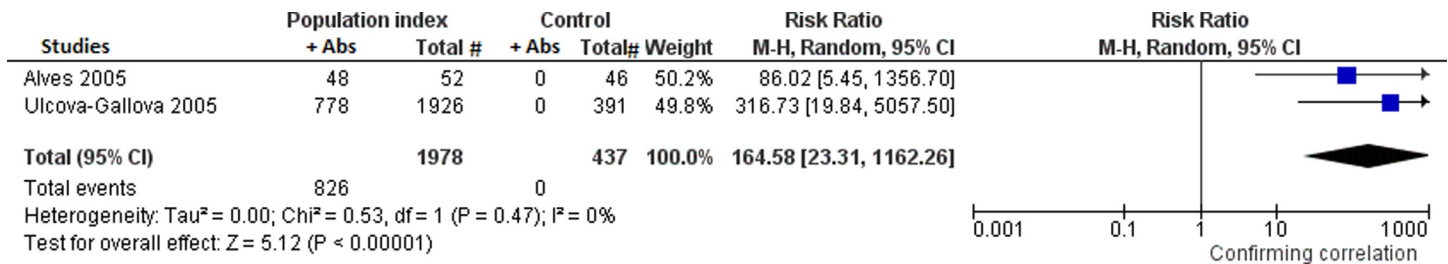 Population index Control Risk Ratio Risk Ratio
Studies + Abs Total # + Abs Total# Weight M-H, Random, 95% CI M-H, Random, 95% CI
Alves 2005 48 52 0 46 50.2% 86.02 [5.45, 1356.70]
Ulcova-Gallova 2005 778 1926 0 391 49.8% 316.73 [19.84, 5057.50]
Total (95% CI) 1978 437 100.0% 164.58 [23.31, 1162.26]
Total events 826 0
Heterogeneity: Tau² = 0.00; Chi² = 0.53, df = 1 (P = 0.47); I² = 0%
Test for overall effect: Z = 5.12 (P < 0.00001)
0.001 0.1 1 10 1000
Confirming correlation